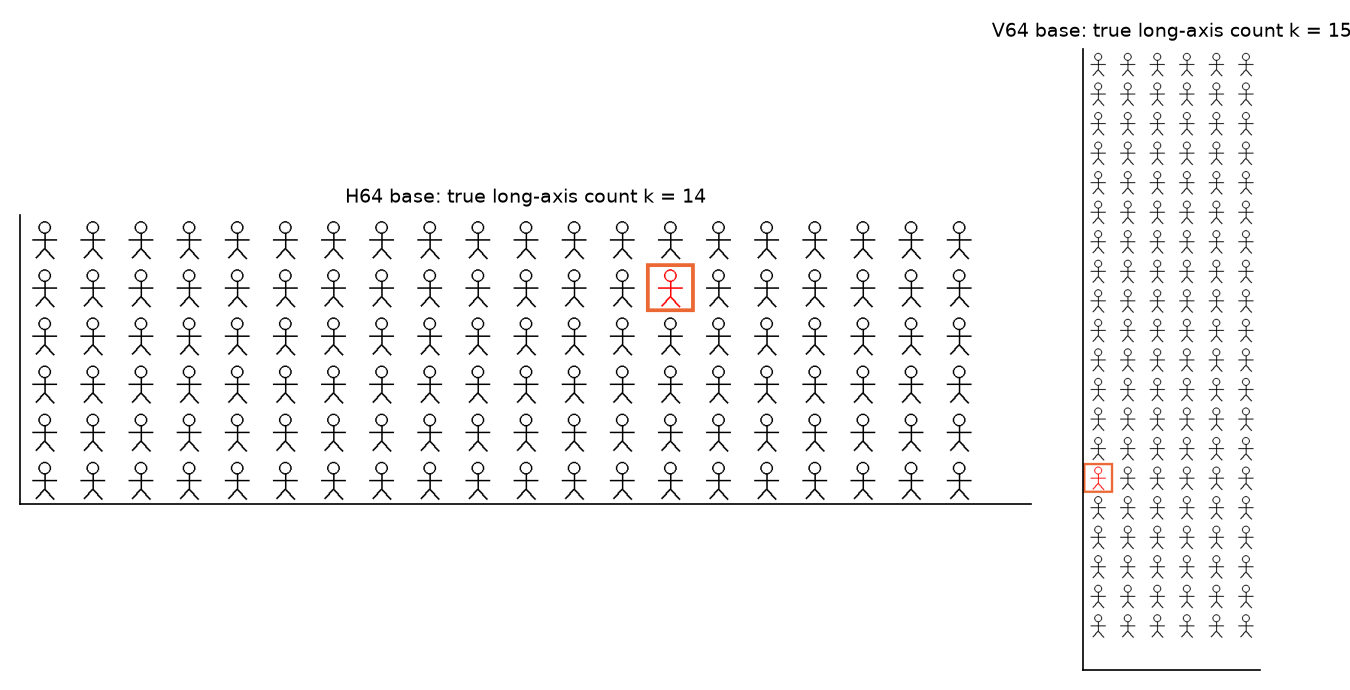 V64 base: true long-axis count k = 15
H64 base: true long-axis count k = 14